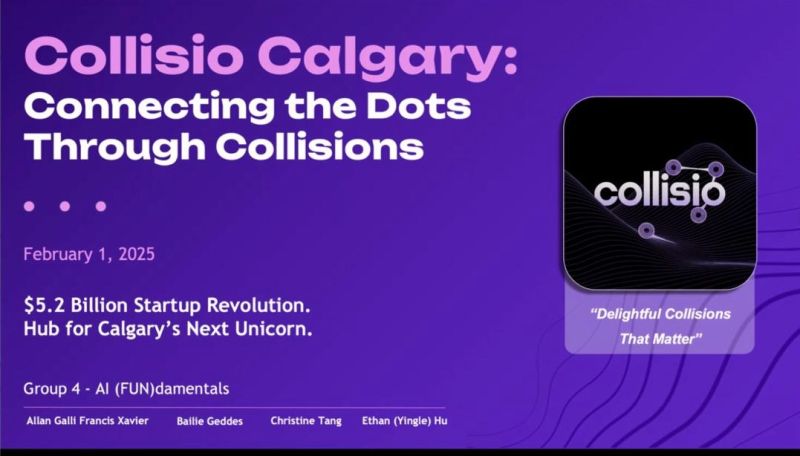 Collisio Calgary:
Connecting the Dots
Through Collisions
February 1, 2025
$5.2 Billion Startup Revolution.
Hub for Calgary's Next Unicorn.
Group 4 - AI (FUN)damentals
Allan Galli Francis Xavier Bailie Geddes Christine Tang Ethan (Yingle) Hu
collisio
“Delightful Collisions
That Matter”